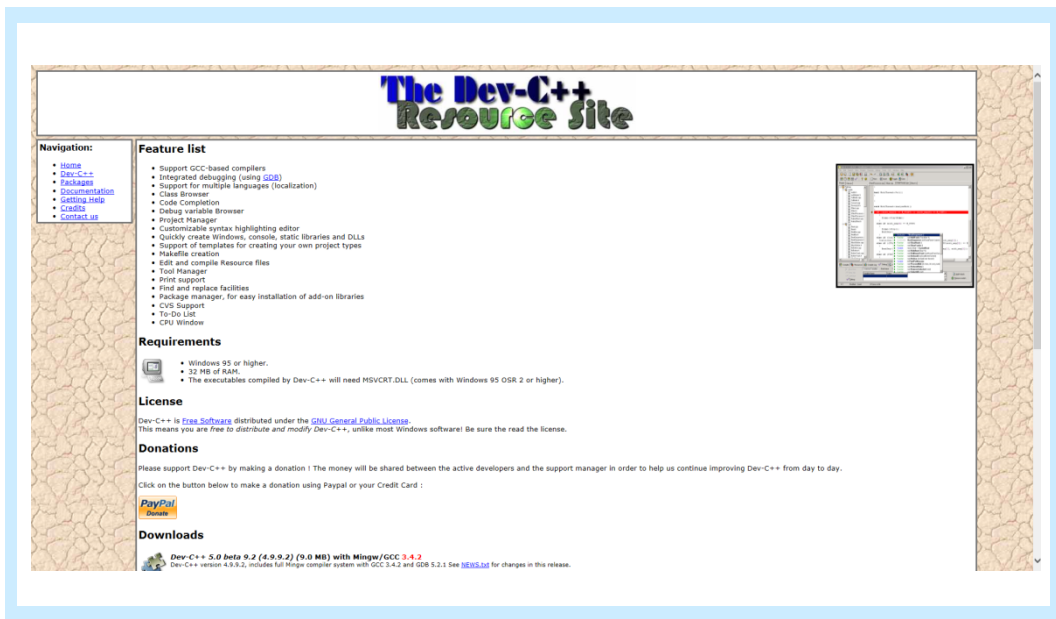 The Dev-C++
Resource Site
Navigation:
Home
Dev-C++
Packages
Documentation
Getting Help
Credits
Contact us
Feature list
Support GCC-based compilers
Integrated debugging (using GDB)
Support for multiple languages (localization)
Class Browser
Code Completion
Debug variable Browser
Project Manager
Customizable syntax highlighting editor
Quickly create Windows, console, static libraries and DLLs
Support of templates for creating your own project types
Makefile creation
Edit and compile Resource files
Tool Manager
Print support
Find and replace facilities
Package manager, for easy installation of add-on libraries
CVS Support
To-Do List
CPU Window
Requirements
Windows 95 or higher.
32 MB of RAM.
The executables compiled by Dev-C++ will need MSVCRT.DLL (comes with Windows 95 OSR 2 or higher).
License
Dev-C++ is Free Software distributed under the GNU General Public License.
This means you are free to distribute and modify Dev-C++, unlike most Windows software! Be sure the read the license.
Donations
Please support Dev-C++ by making a donation ! The money will be shared between the active developers and the support manager in order to help us continue improving Dev-C++ from day to day.
Click on the button below to make a donation using Paypal or your Credit Card :
PayPal
Donate
Downloads
Dev-C++ 5.0 beta 9.2 (4.9.9.2) (9.0 MB) with Mingw/GCC 3.4.2
Dev-C++ version 4.9.9.2, includes full Mingw compiler system with GCC 3.4.2 and GDB 5.2.1 See NEWS.txt for changes in this release.